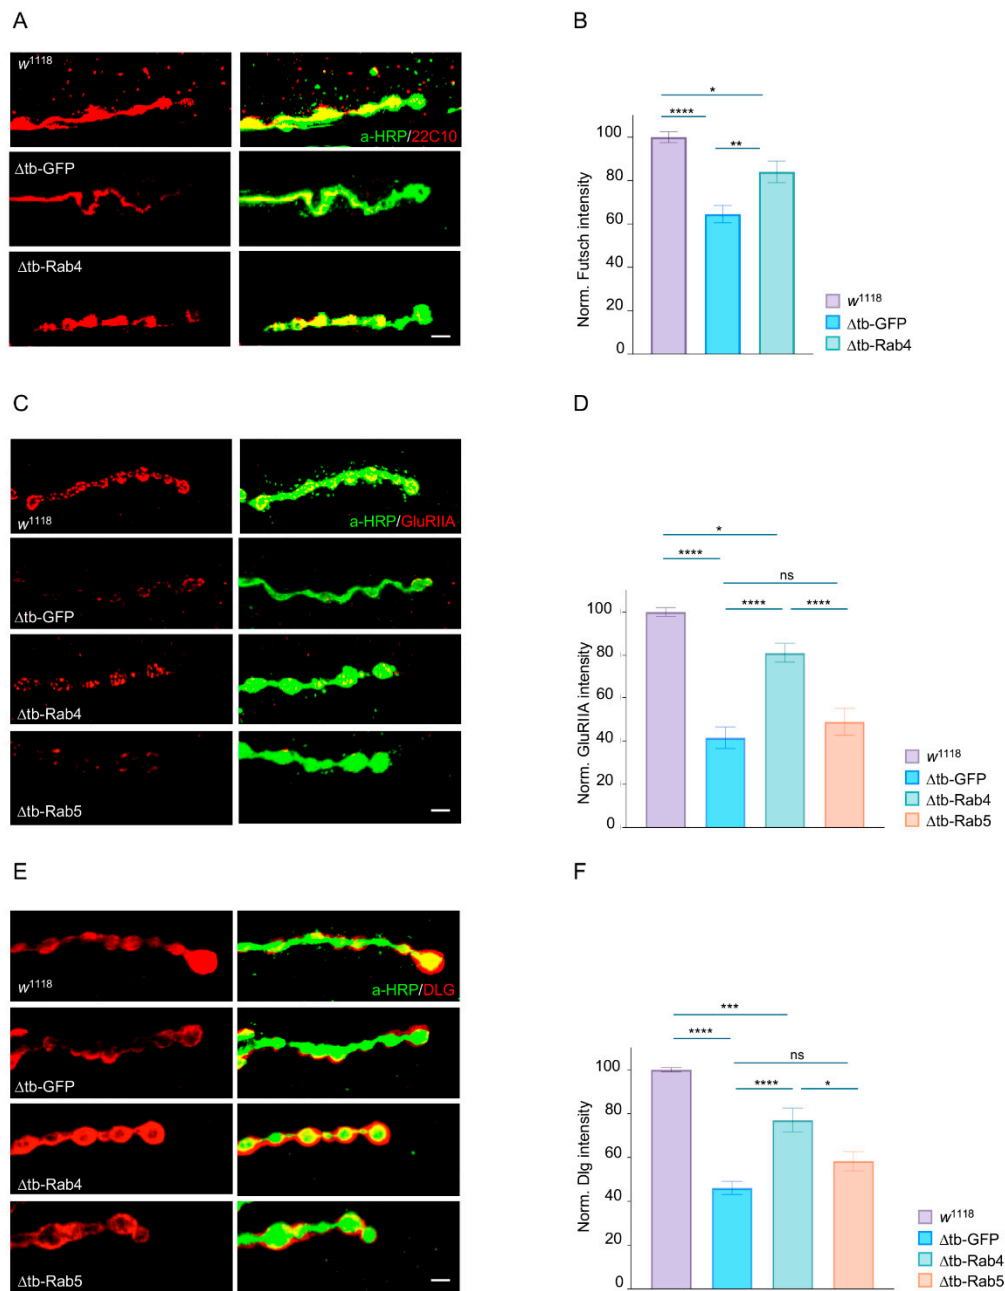 A
w1118
a-HRP/22C10
Δtb-GFP
Δtb-Rab4
B
*
****
**
100
80
60
40
20
0
Norm. Futsch intensity
w1118
Δtb-GFP
Δtb-Rab4
C
w1118
a-HRP/GluRIIA
Δtb-GFP
Δtb-Rab4
Δtb-Rab5
D
*
****
ns
**** ****
100
80
60
40
20
0
Norm. GluRIIA intensity
w1118
Δtb-GFP
Δtb-Rab4
Δtb-Rab5
E
w1118
a-HRP/DLG
Δtb-GFP
Δtb-Rab4
Δtb-Rab5
F
***
****
ns
**** *
100
80
60
40
20
0
Norm. Dlg intensity
w1118
Δtb-GFP
Δtb-Rab4
Δtb-Rab5